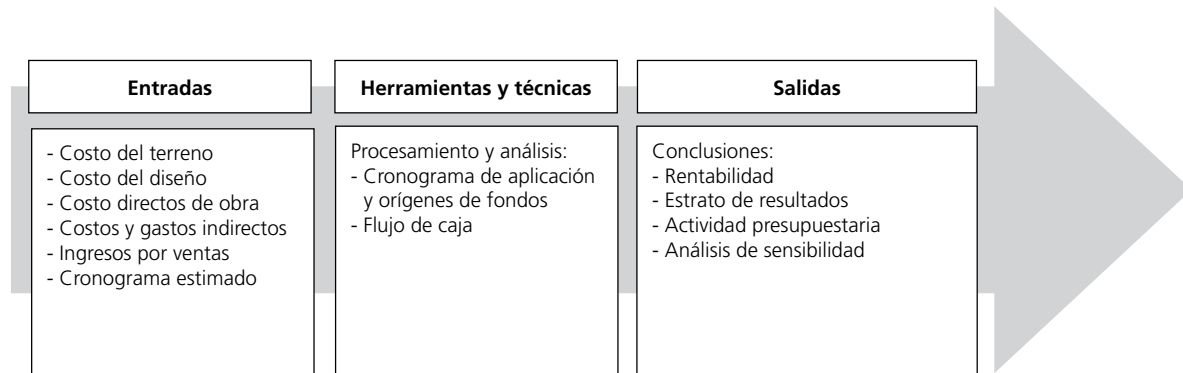 Entradas
- Costo del terreno
- Costo del diseño
- Costo directos de obra
- Costos y gastos indirectos
- Ingresos por ventas
- Cronograma estimado
Herramientas y técnicas
Procesamiento y análisis:
- Cronograma de aplicación
y orígenes de fondos
- Flujo de caja
Salidas
Conclusiones:
- Rentabilidad
- Estrato de resultados
- Actividad presupuestaria
- Análisis de sensibilidad